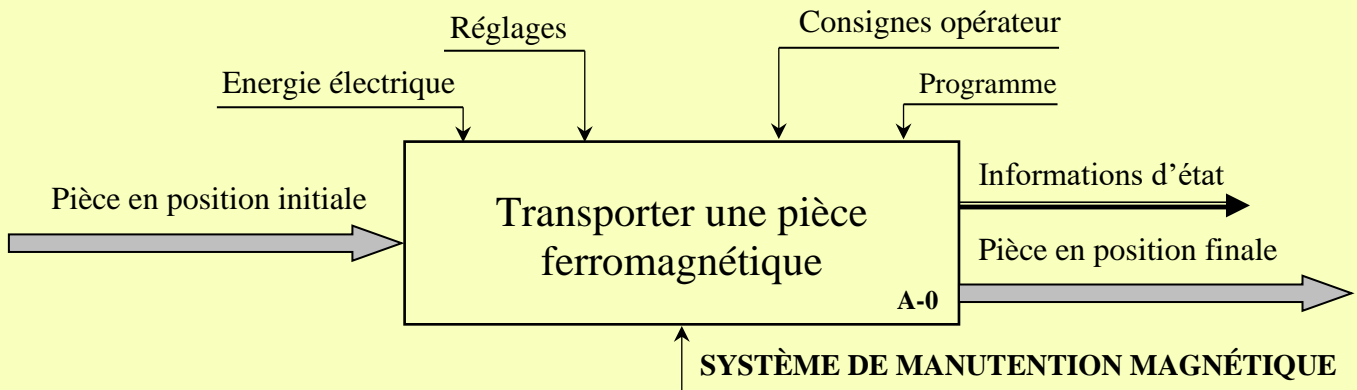 Réglages
Consignes opérateur
Energie électrique
Programme
Pièce en position initiale
Transporter une pièce
ferromagnétique
A-0
Informations d’état
Pièce en position finale
SYSTÈME DE MANUTENTION MAGNÉTIQUE